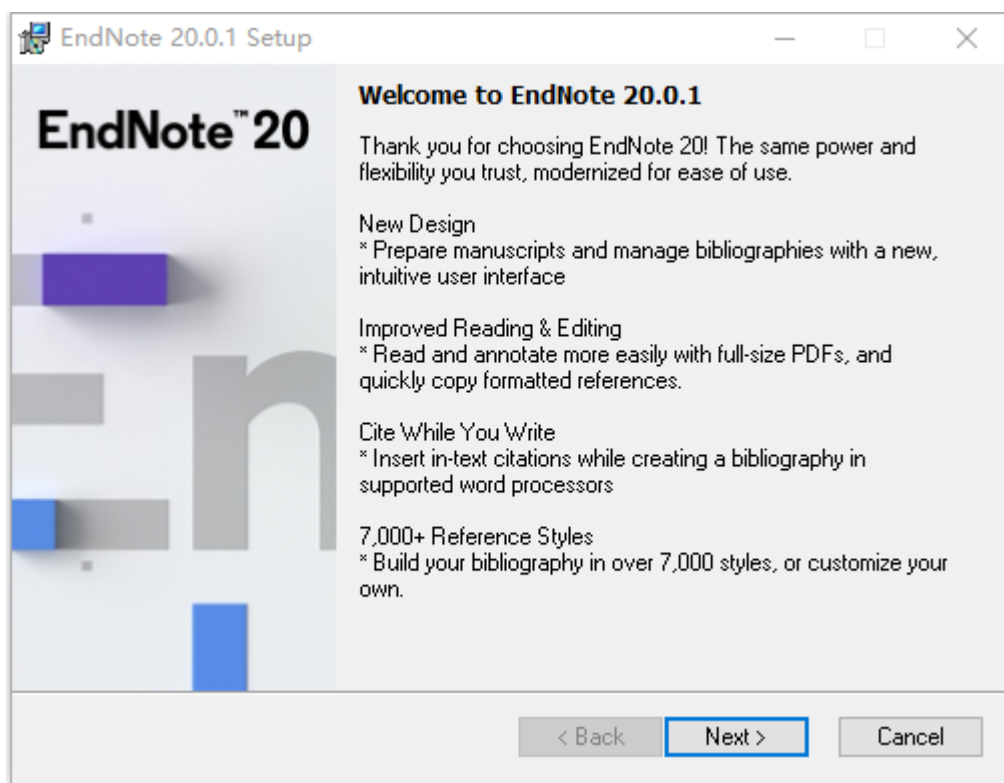 EndNote 20.0.1 Setup
EndNote™20
Welcome to EndNote 20.0.1
Thank you for choosing EndNote 20! The same power and
flexibility you trust, modernized for ease of use.
New Design
* Prepare manuscripts and manage bibliographies with a new,
intuitive user interface
Improved Reading & Editing
* Read and annotate more easily with full-size PDFs, and
quickly copy formatted references.
Cite While You Write
* Insert in-text citations while creating a bibliography in
supported word processors
7,000+ Reference Styles
* Build your bibliography in over 7,000 styles, or customize your
own.
En
< Back
Next >
Cancel